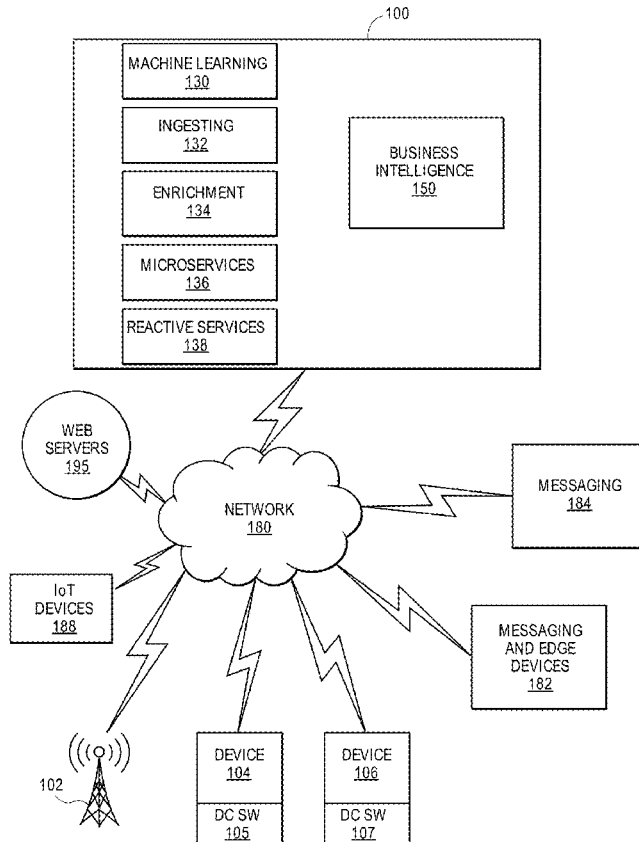 100
MACHINE LEARNING
130
INGESTING
132
ENRICHMENT
134
MICROSERVICES
136
REACTIVE SERVICES
138
BUSINESS
INTELLIGENCE
150
WEB
SERVERS
195
NETWORK
180
MESSAGING
184
IoT
DEVICES
188
MESSAGING
AND EDGE
DEVICES
182
102
DEVICE
104
DC SW
105
DEVICE
106
DC SW
107